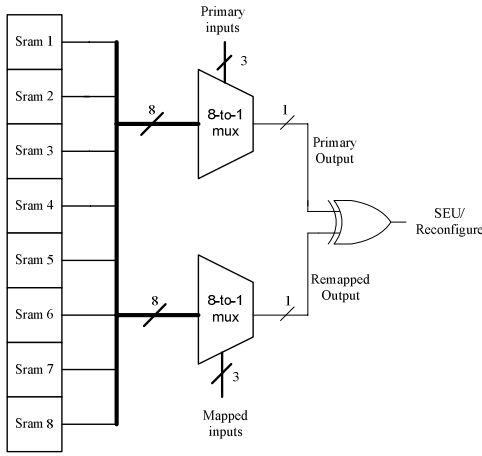 Primary
inputs
3
Sram 1
Sram 2
Sram 3
Sram 4
Sram 5
Sram 6
Sram 7
Sram 8
8
8-to-1
mux
1
Primary
Output
SEU/
Reconfigure
Remapped
Output
8
8-to-1
mux
1
3
Mapped
inputs